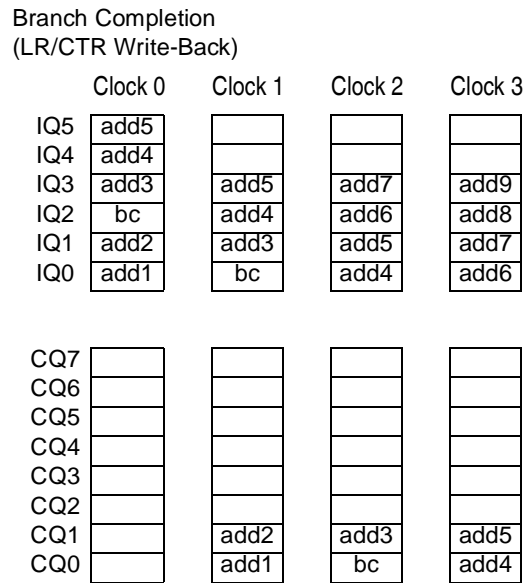 Branch Completion
(LR/CTR Write-Back)
Clock 0 Clock 1 Clock 2 Clock 3
IQ5 add5
IQ4 add4
IQ3 add3 add5 add7 add9
IQ2 bc add4 add6 add8
IQ1 add2 add3 add5 add7
IQ0 add1 bc add4 add6
CQ7
CQ6
CQ5
CQ4
CQ3
CQ2
CQ1 add2 add3 add5
CQ0 add1 bc add4